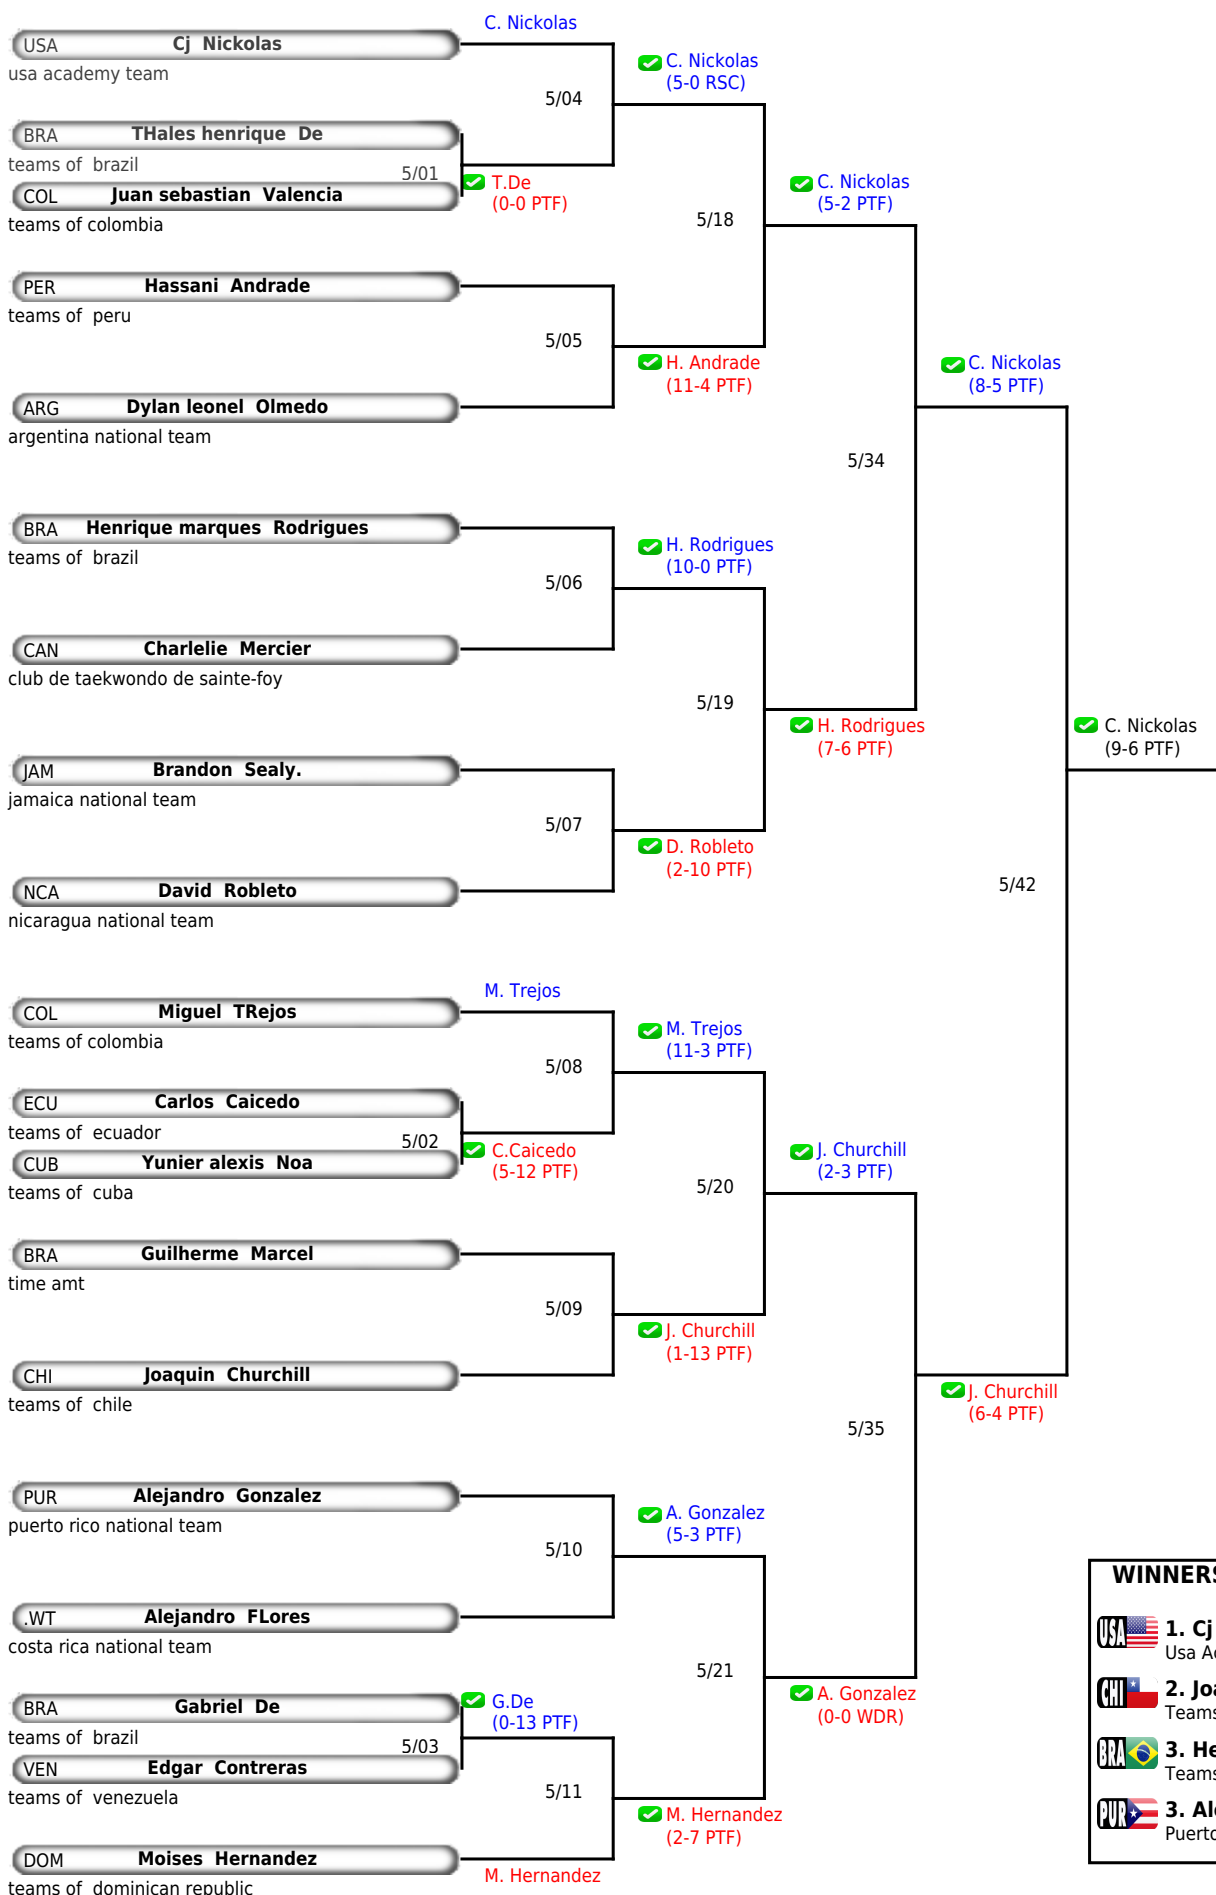 C. Nickolas
USA Cj Nickolas
usa academy team
C. Nickolas
(5-0 RSC)
5/04
BRA THales henrique De
teams of brazil
5/01
T.De
(0-0 PTF)
COL Juan sebastian Valencia
teams of colombia
C. Nickolas
(5-2 PTF)
5/18
PER Hassani Andrade
teams of peru
5/05
H. Andrade
(11-4 PTF)
C. Nickolas
(8-5 PTF)
ARG Dylan leonel Olmedo
argentina national team
5/34
BRA Henrique marques Rodrigues
teams of brazil
H. Rodrigues
(10-0 PTF)
5/06
CAN Charlelie Mercier
club de taekwondo de sainte-foy
5/19
H. Rodrigues
(7-6 PTF)
C. Nickolas
(9-6 PTF)
JAM Brandon Sealy.
jamaica national team
5/07
D. Robleto
(2-10 PTF)
NCA David Robleto
nicaragua national team
5/42
M. Trejos
COL Miguel TRejos
teams of colombia
M. Trejos
(11-3 PTF)
5/08
ECU Carlos Caicedo
teams of ecuador
5/02
C.Caicedo
(5-12 PTF)
CUB Yunier alexis Noa
teams of cuba
J. Churchill
(2-3 PTF)
5/20
BRA Guilherme Marcel
time amt
5/09
J. Churchill
(1-13 PTF)
CHI Joaquin Churchill
teams of chile
J. Churchill
(6-4 PTF)
5/35
PUR Alejandro Gonzalez
puerto rico national team
A. Gonzalez
(5-3 PTF)
5/10
.WT Alejandro FLores
costa rica national team
5/21
A. Gonzalez
(0-0 WDR)
BRA Gabriel De
teams of brazil
G.De
(0-13 PTF)
5/03
VEN Edgar Contreras
teams of venezuela
5/11
M. Hernandez
(2-7 PTF)
DOM Moises Hernandez
teams of dominican republic
M. Hernandez
WINNERS
USA 1. Cj
Usa Ac
CHI 2. Joa
Teams
BRA 3. He
Teams
PUR 3. Ale
Puerto